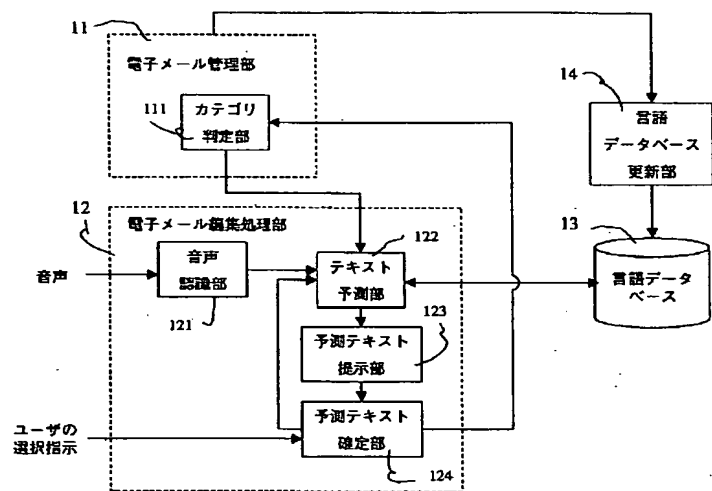 11
電子メール管理部
111
カテゴリ
判定部
14
言語
データベース
更新部
12
電子メール編集処理部
音声
音声
認識部
121
122
テキスト
予測部
13
言語データ
ベース
123
予測テキスト
提示部
ユーザの
選択指示
予測テキスト
確定部
124